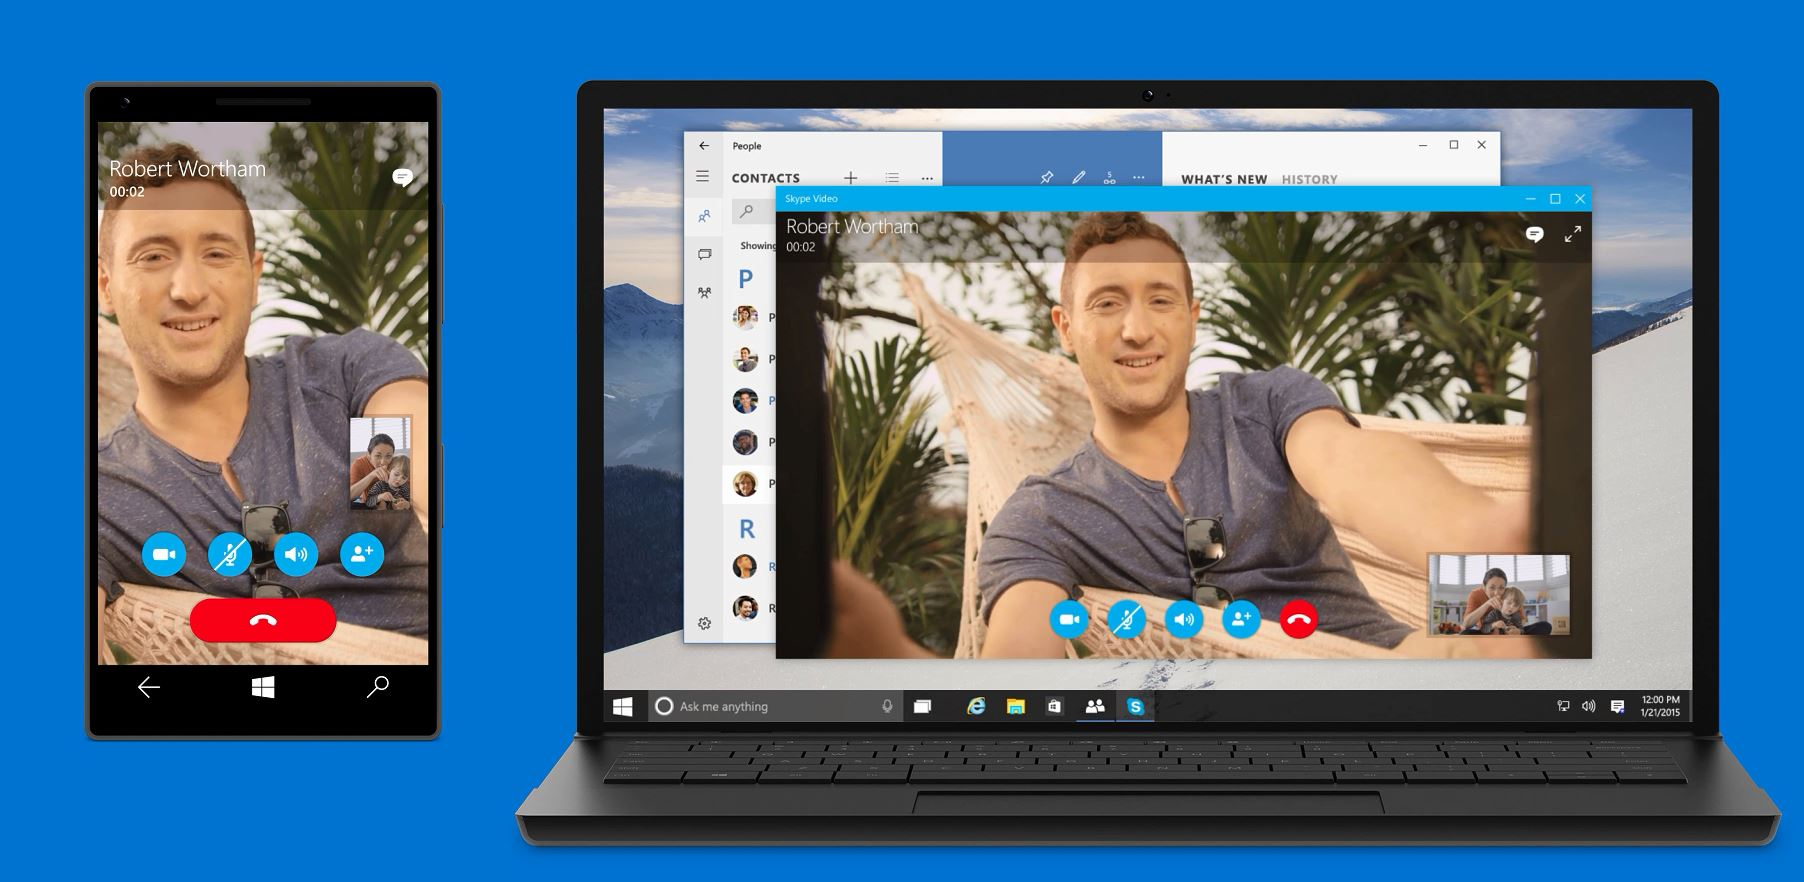 Robert Wortham
00:02
People
CONTACTS
5
WHAT'S NEW HISTORY
Skype Video
Robert Wortham
00:02
Showing
P
P
P
P
P
P
R
R
R
Ask me anything
12:00 PM
1/21/2015